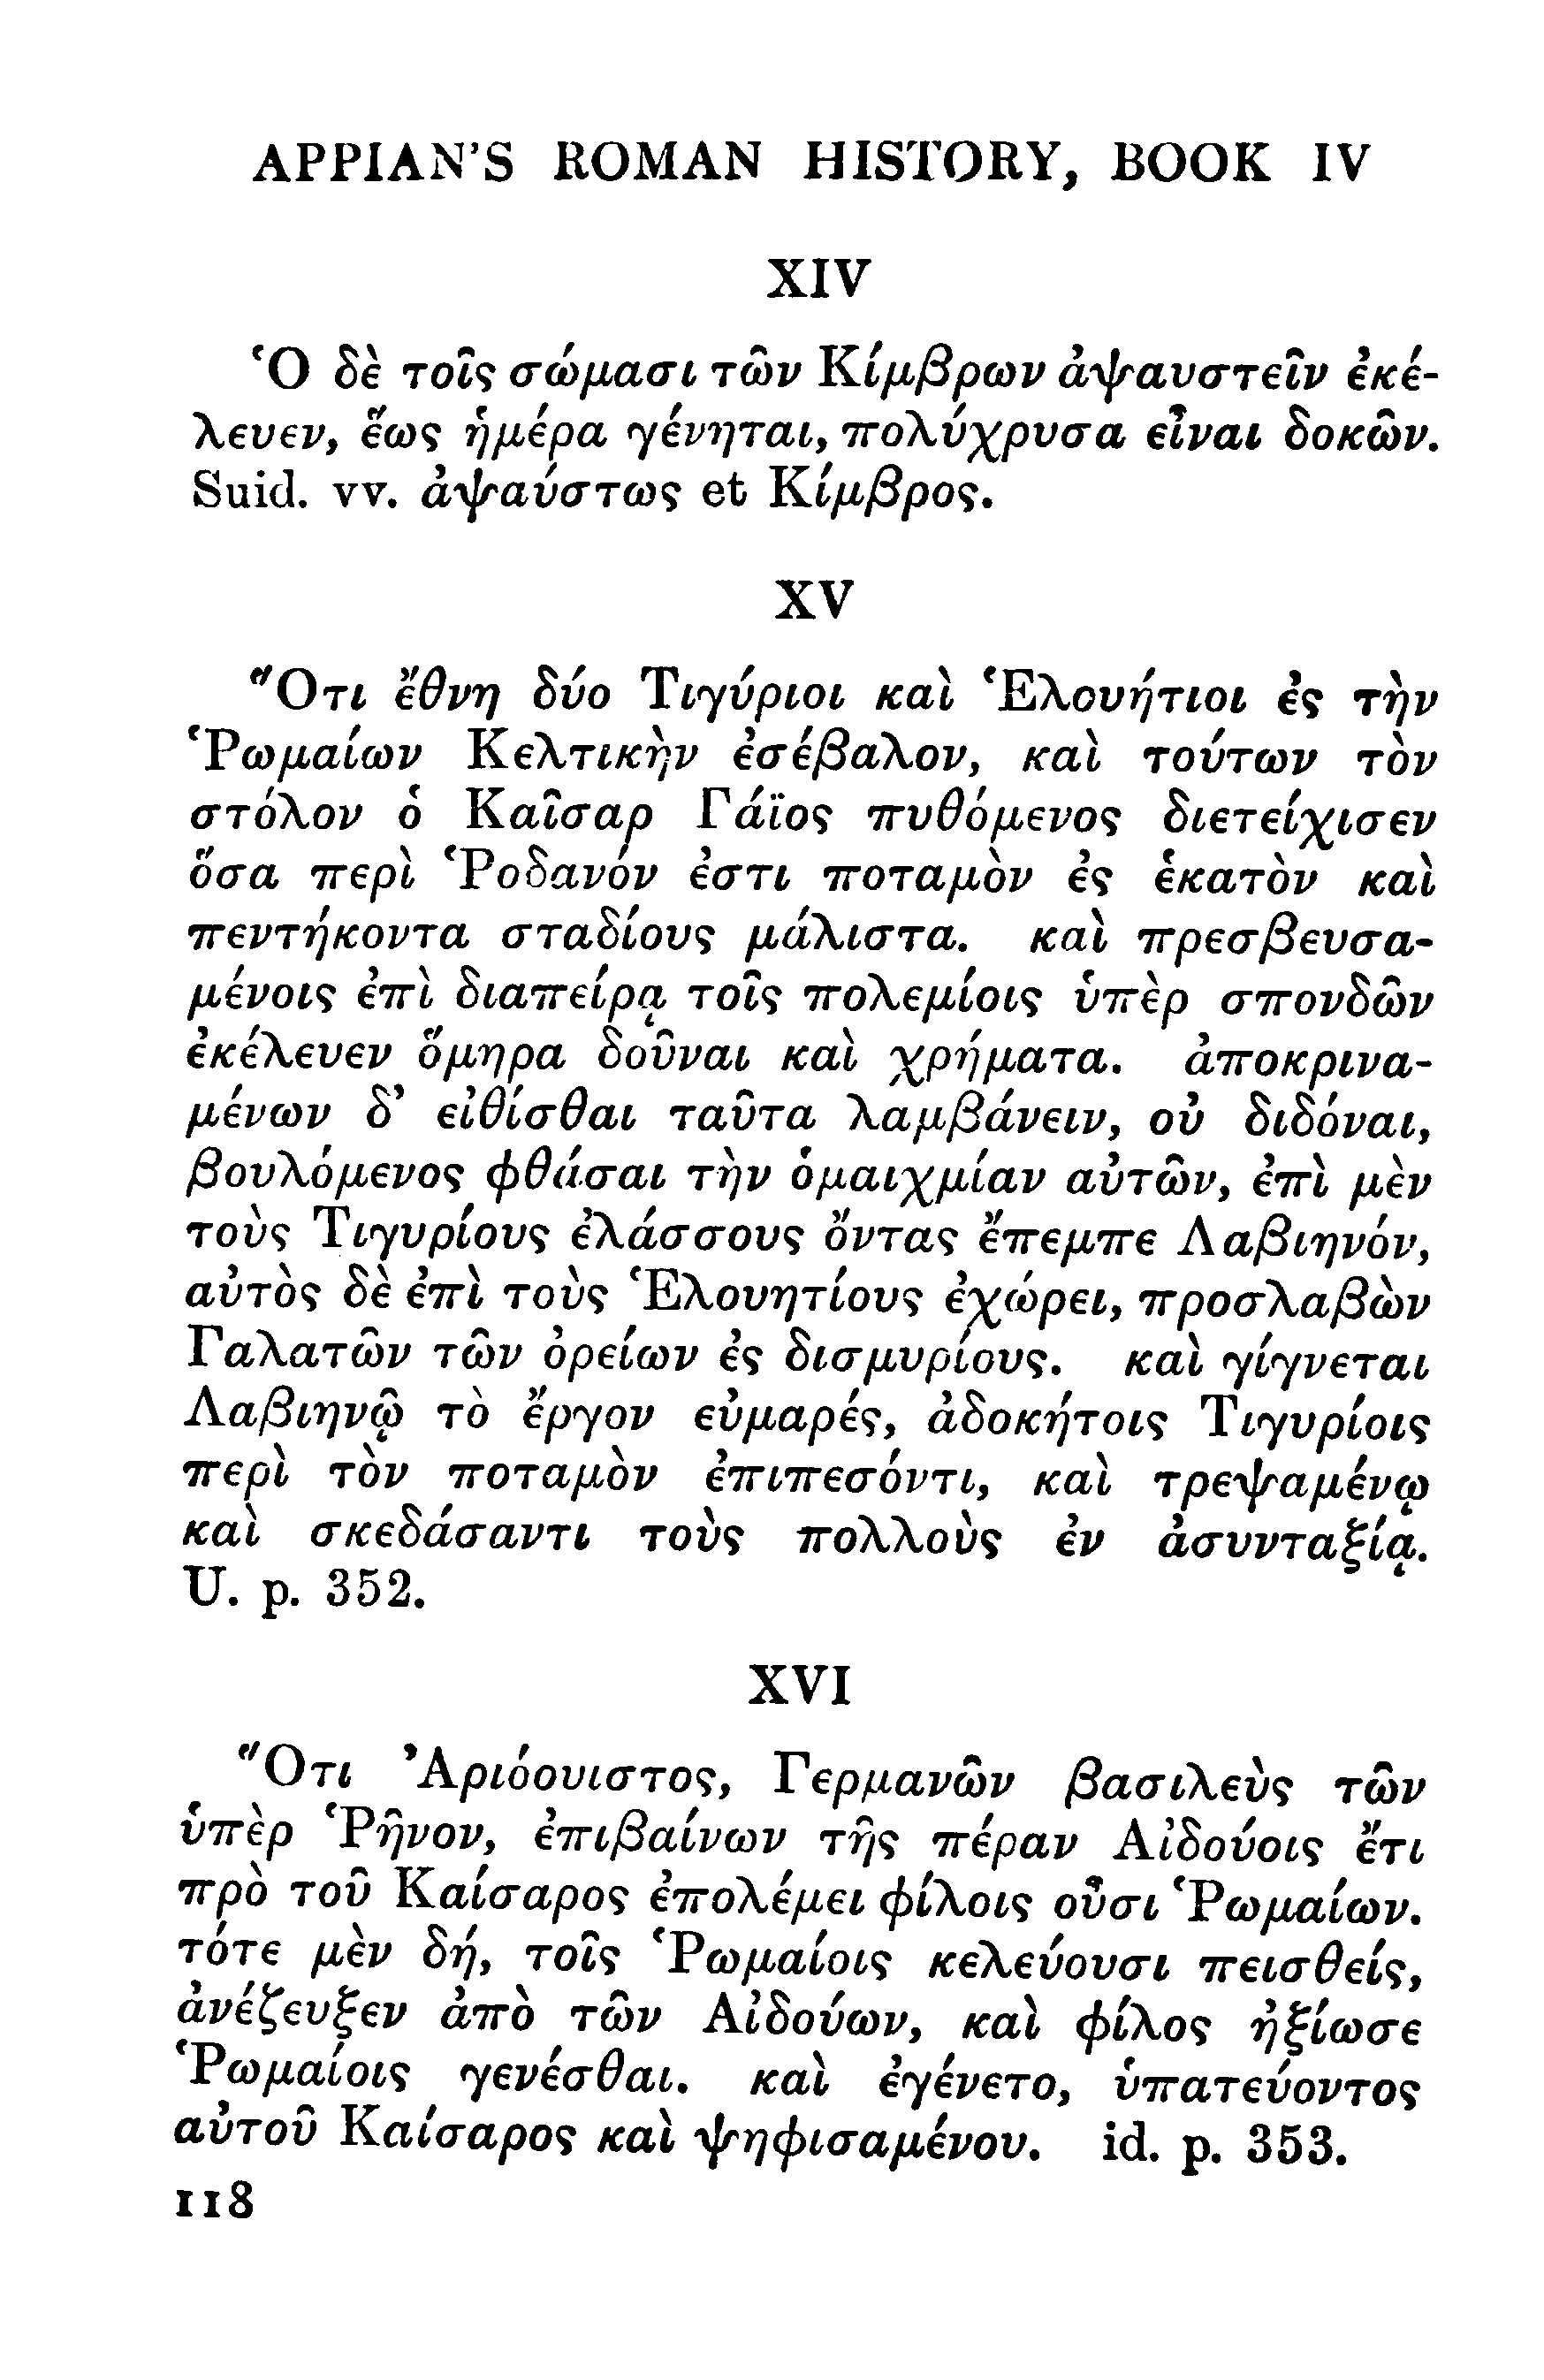 APPIAN'S ROMAN HISTORY, BOOK IV
XIV
Ὁ δὲ τοῖς σώμασι τῶν Κίμβρων ἀψαυστεῖν ἐκέ-
λευεν, ἕως ἡμέρα γένηται, πολύχρυσα εἶναι δοκῶν.
Suid. vv. ἀψαύστως et Κίμβρος.
XV
Ὅτι ἔθνη δύο Τιγύριοι καὶ Ἑλουήτιοι ἐς τὴν
Ῥωμαίων Κελτικὴν ἐσέβαλον, καὶ τούτων τὸν
στόλον ὁ Καῖσαρ Γάϊος πυθόμενος διετείχισεν
ὅσα περὶ Ῥοδανόν ἐστι ποταμὸν ἐς ἑκατὸν καὶ
πεντήκοντα σταδίους μάλιστα. καὶ πρεσβευσα-
μένοις ἐπὶ διαπείρᾳ τοῖς πολεμίοις ὑπὲρ σπονδῶν
ἐκέλευεν ὅμηρα δοῦναι καὶ χρήματα. ἀποκρινα-
μένων δ' εἰθίσθαι ταῦτα λαμβάνειν, οὐ διδόναι,
βουλόμενος φθάσαι τὴν ὁμαιχμίαν αὐτῶν, ἐπὶ μὲν
τοὺς Τιγυρίους ἐλάσσους ὄντας ἔπεμπε Λαβιηνόν,
αὐτὸς δὲ ἐπὶ τοὺς Ἑλουητίους ἐχώρει, προσλαβὼν
Γαλατῶν τῶν ὀρείων ἐς δισμυρίους. καὶ γίγνεται
Λαβιηνῷ τὸ ἔργον εὐμαρές, ἀδοκήτοις Τιγυρίοις
περὶ τὸν ποταμὸν ἐπιπεσόντι, καὶ τρεψαμένῳ
καὶ σκεδάσαντι τοὺς πολλοὺς ἐν ἀσυνταξίᾳ.
U. p. 352.
XVI
Ὅτι Ἀριόουιστος, Γερμανῶν βασιλεὺς τῶν
ὑπὲρ Ῥῆνον, ἐπιβαίνων τῆς πέραν Αἰδούοις ἔτι
πρὸ τοῦ Καίσαρος ἐπολέμει φίλοις οὖσι Ῥωμαίων.
τότε μὲν δή, τοῖς Ῥωμαίοις κελεύουσι πεισθείς,
ἀνέζευξεν ἀπὸ τῶν Αἰδούων, καὶ φίλος ἠξίωσε
Ῥωμαίοις γενέσθαι. καὶ ἐγένετο, ὑπατεύοντος
αὐτοῦ Καίσαρος καὶ ψηφισαμένου. id. p. 353.
118